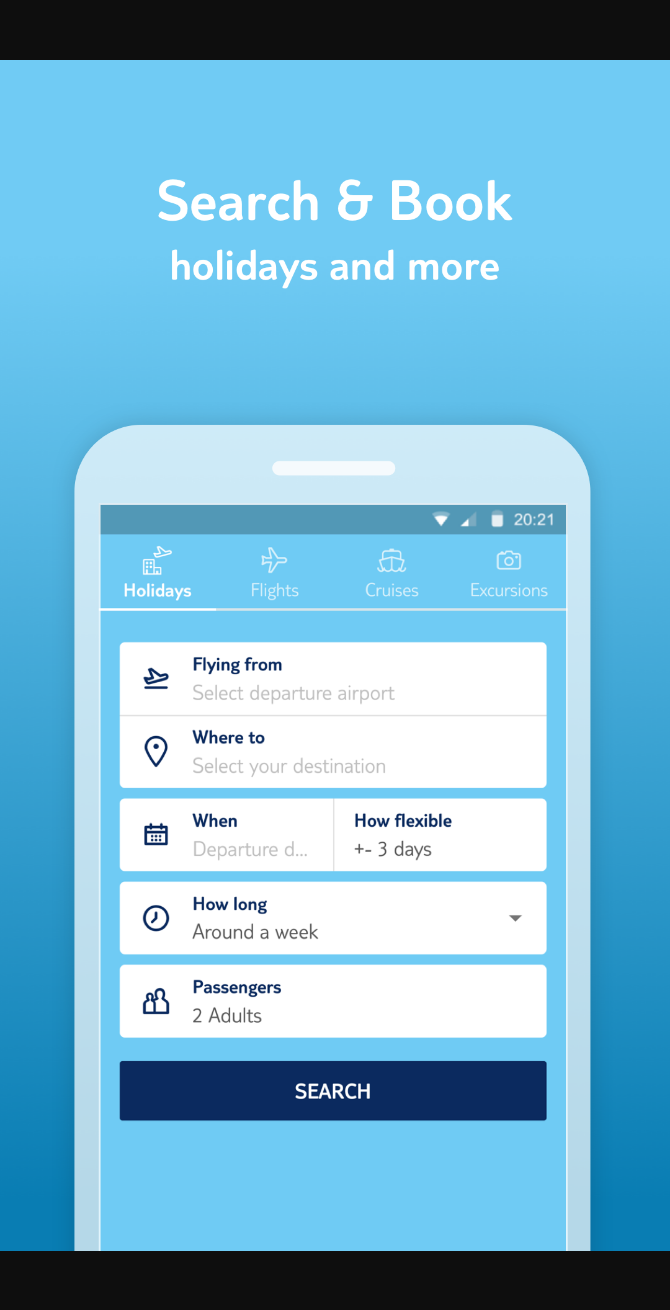 Search & Book
holidays and more
20:21
Holidays Flights Cruises Excursions
Flying from
Select departure airport
Where to
Select your destination
When How flexible
Departure d... +- 3 days
How long
Around a week
Passengers
2 Adults
SEARCH